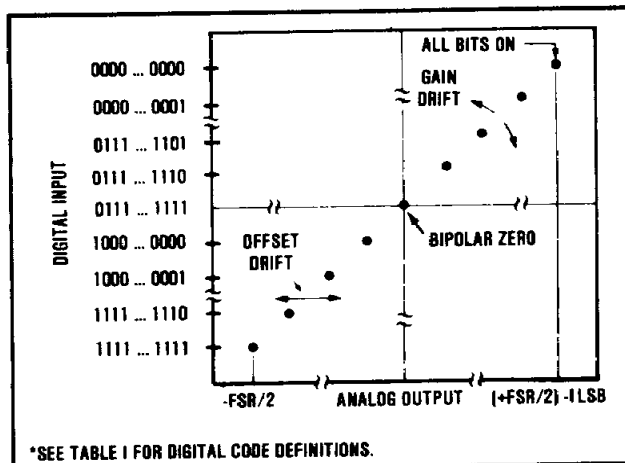 ALL BITS ON
0000 ... 0000
GAIN
DRIFT
0000 ... 0001
0111 ... 1101
0111 ... 1110
0111 ... 1111
DIGITAL INPUT
BIPOLAR ZERO
1000 ... 0000
OFFSET
DRIFT
1000 ... 0001
1111 ... 1110
1111 ... 1111
-FSR/2
ANALOG OUTPUT
(+FSR/2) -1LSB
*SEE TABLE I FOR DIGITAL CODE DEFINITIONS.